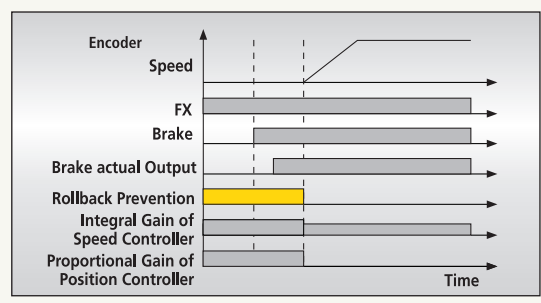 Encoder
Speed
FX
Brake
Brake actual Output
Rollback Prevention
Integral Gain of
Speed Controller
Proportional Gain of
Position Controller
Time